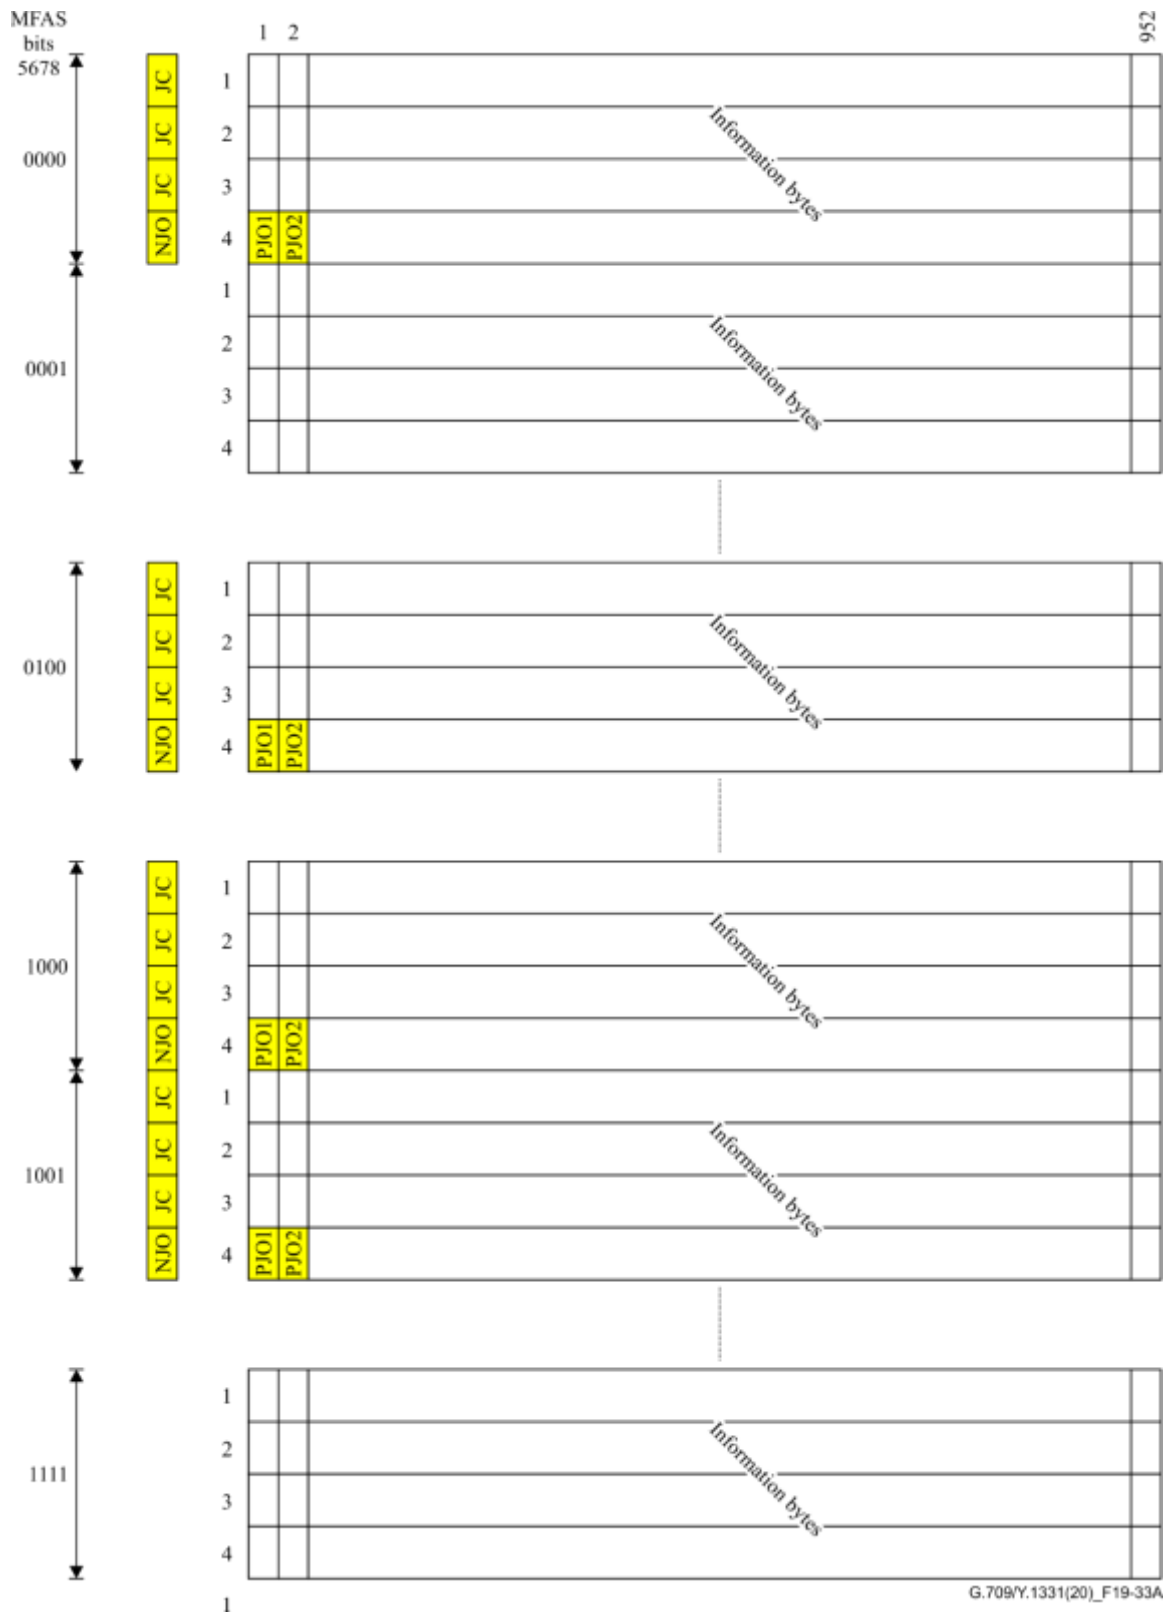 MFAS
bits
5678
1 2 952
0000
JC 1
JC 2 Information bytes
JC 3
NJO 4 PJO1 PJO2
0001
1
2 Information bytes
3
4
0100
JC 1
JC 2 Information bytes
JC 3
NJO 4 PJO1 PJO2
1000
JC 1
JC 2 Information bytes
JC 3
NJO 4 PJO1 PJO2
1001
JC 1
JC 2 Information bytes
JC 3
NJO 4 PJO1 PJO2
1111
1
2 Information bytes
3
4
1
G.709/Y.1331(20)_F19-33A